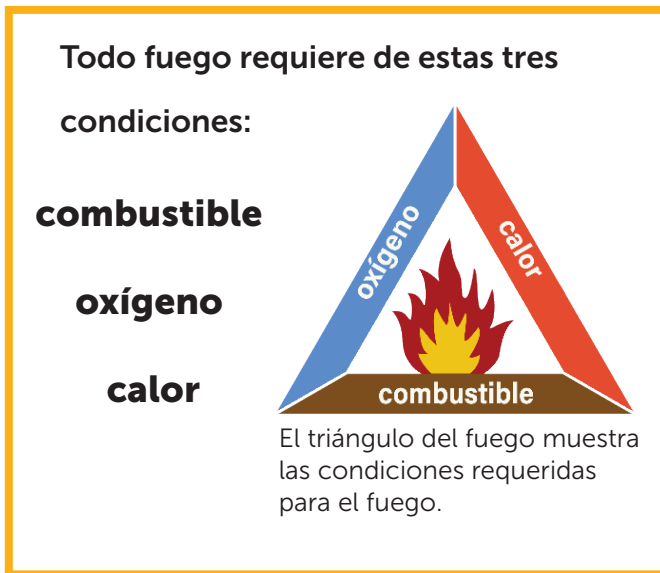 Todo fuego requiere de estas tres
condiciones:
combustible
oxígeno
calor
oxígeno
calor
combustible
El triángulo del fuego muestra
las condiciones requeridas
para el fuego.